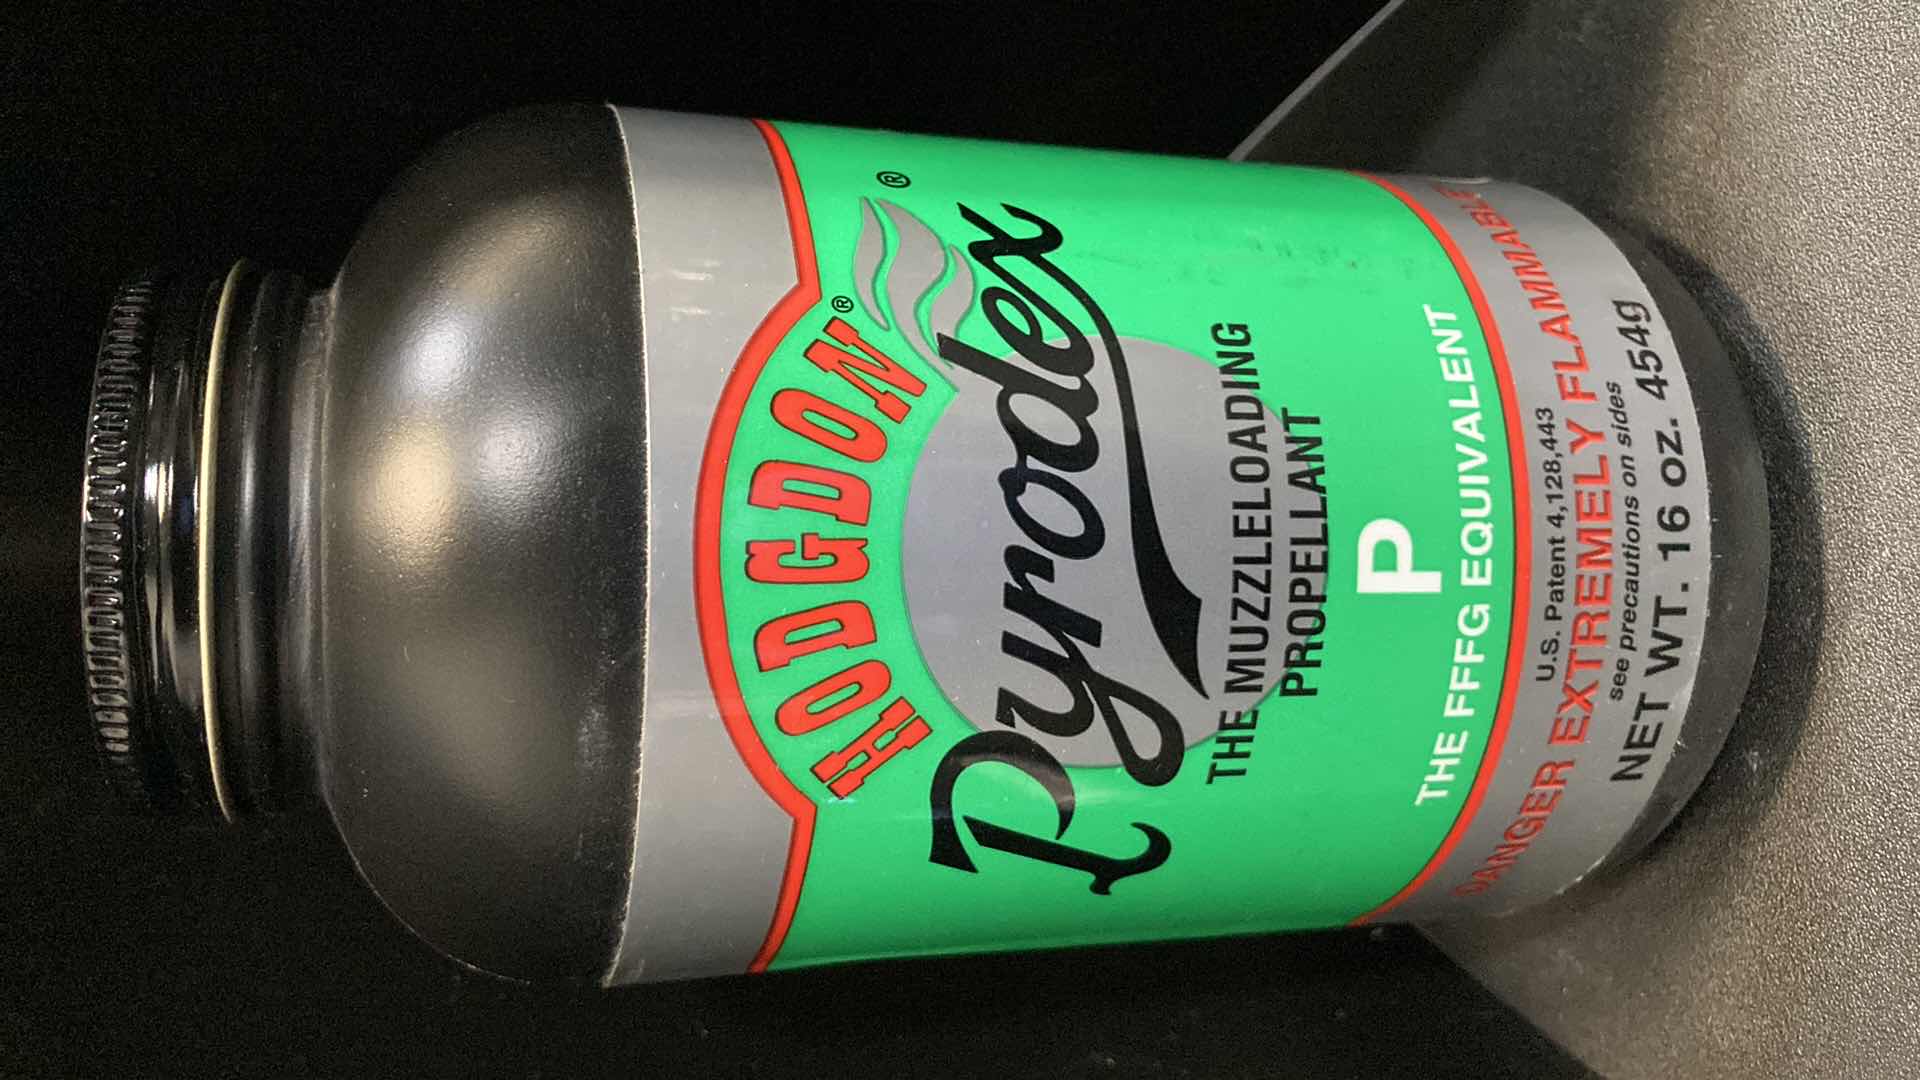 HODGDON®
Pyrodex®
THE MUZZLELOADING
PROPELLANT
P
THE FFFG EQUIVALENT
U.S. Patent 4,128,443
DANGER EXTREMELY FLAMMABLE
see precautions on sides
NET WT. 16 oz. 454g